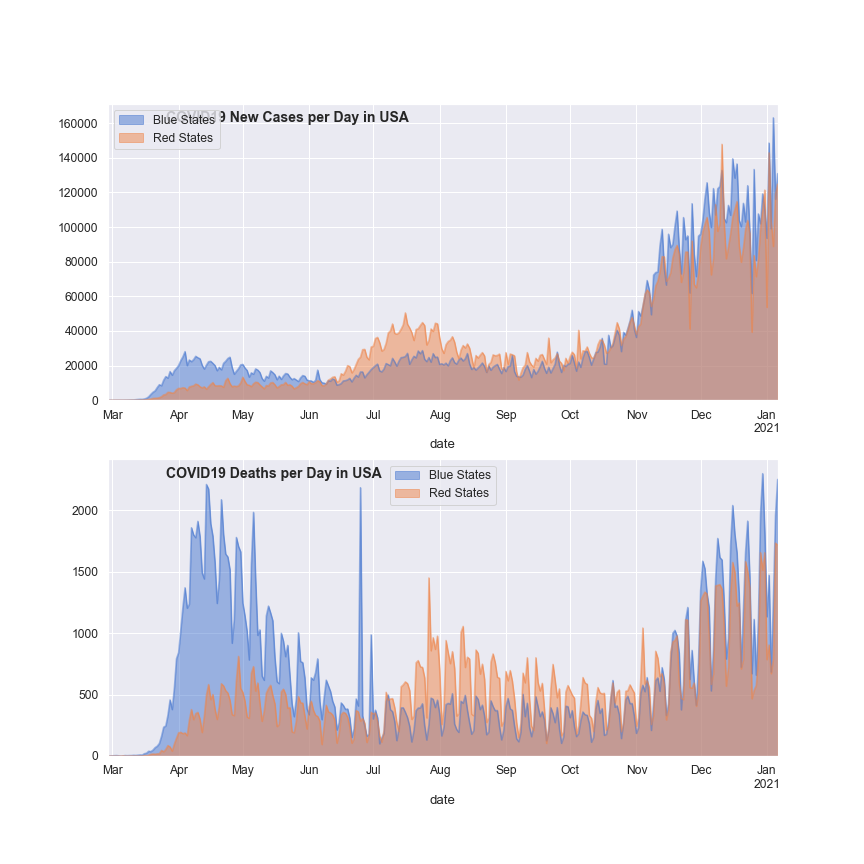 COVID19 New Cases per Day in USA
Blue States
Red States
160000
140000
120000
100000
80000
60000
40000
20000
0
Mar Apr May Jun Jul Aug Sep Oct Nov Dec Jan
2021
date
COVID19 Deaths per Day in USA
Blue States
Red States
2000
1500
1000
500
0
Mar Apr May Jun Jul Aug Sep Oct Nov Dec Jan
2021
date